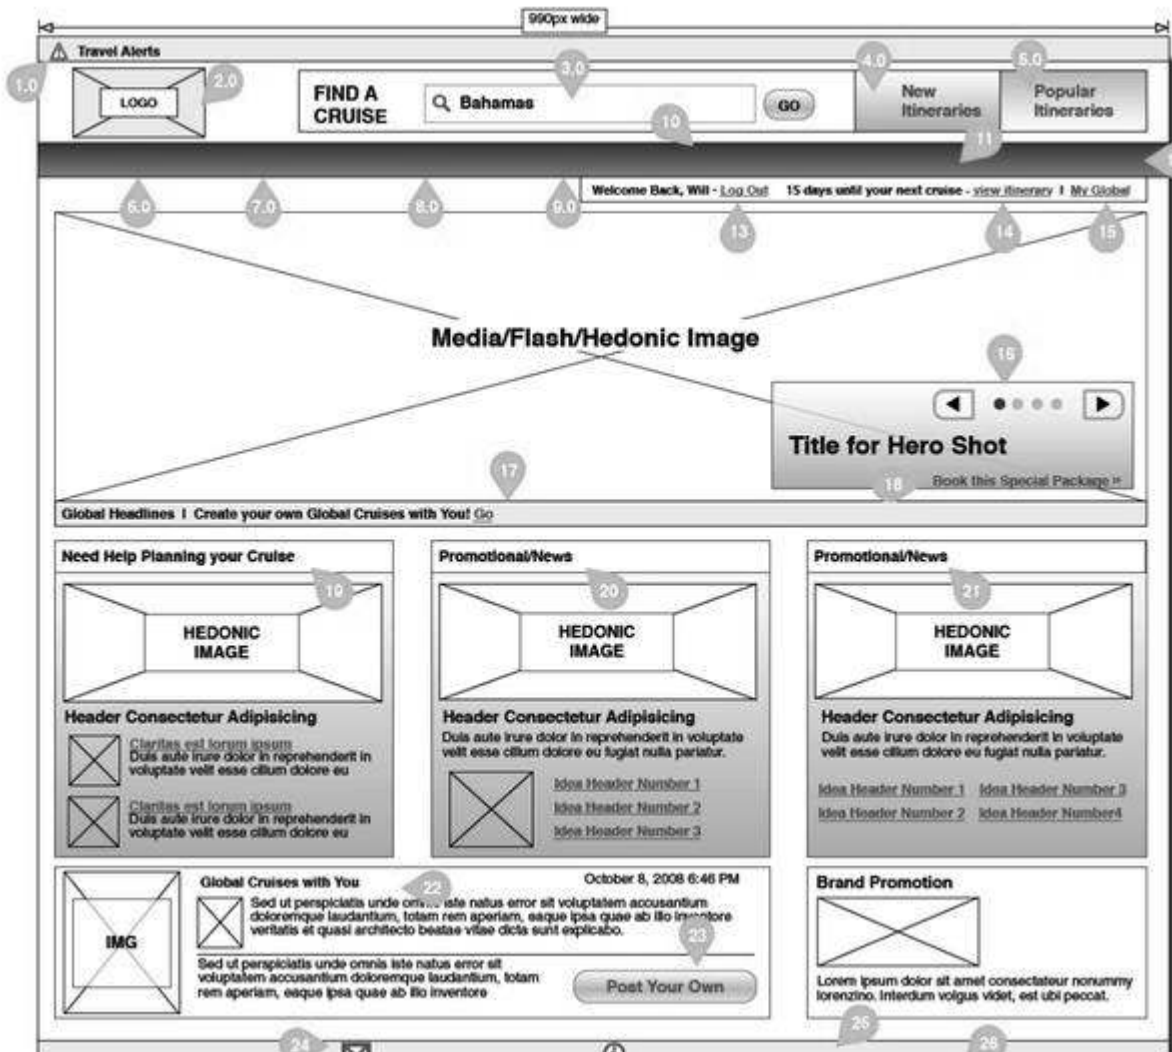 990px wide
Travel Alerts
1.0
2.0
LOGO
FIND A
CRUISE
3.0
Bahamas
GO
4.0
New
Itineraries
5.0
Popular
Itineraries
10
11
6.0
7.0
8.0
9.0
Welcome Back, Will - Log Out 15 days until your next cruise - view itinerary | My Global
13
14
15
Media/Flash/Hedonic Image
16
Title for Hero Shot
18
Book this Special Package »
17
Global Headlines | Create your own Global Cruises with You! Go
Need Help Planning your Cruise
19
HEDONIC
IMAGE
Header Consectetur Adipisicing
Claritas est lorum ipsum
Duis aute irure dolor in reprehenderit in
voluptate velit esse cillum dolore eu
Claritas est lorum ipsum
Duis aute irure dolor in reprehenderit in
voluptate velit esse cillum dolore eu
Promotional/News
20
HEDONIC
IMAGE
Header Consectetur Adipisicing
Duis aute irure dolor in reprehenderit in voluptate
velit esse cillum dolore eu fugiat nulla pariatur.
Idea Header Number 1
Idea Header Number 2
Idea Header Number 3
Promotional/News
21
HEDONIC
IMAGE
Header Consectetur Adipisicing
Duis aute irure dolor in reprehenderit in voluptate
velit esse cillum dolore eu fugiat nulla pariatur.
Idea Header Number 1 Idea Header Number 3
Idea Header Number 2 Idea Header Number4
IMG
Global Cruises with You
22
October 8, 2008 6:46 PM
Sed ut perspiciatis unde omnis iste natus error sit voluptatem accusantium
doloremque laudantium, totam rem aperiam, eaque ipsa quae ab illo inventore
veritatis et quasi architecto beatae vitae dicta sunt explicabo.
23
Sed ut perspiciatis unde omnis iste natus error sit
voluptatem accusantium doloremque laudantium, totam
rem aperiam, eaque ipsa quae ab illo inventore
Post Your Own
Brand Promotion
Lorem ipsum dolor sit amet consectateur nonummy
lorenzino. Interdum volgus videt, est ubi peccat.
24
25
26